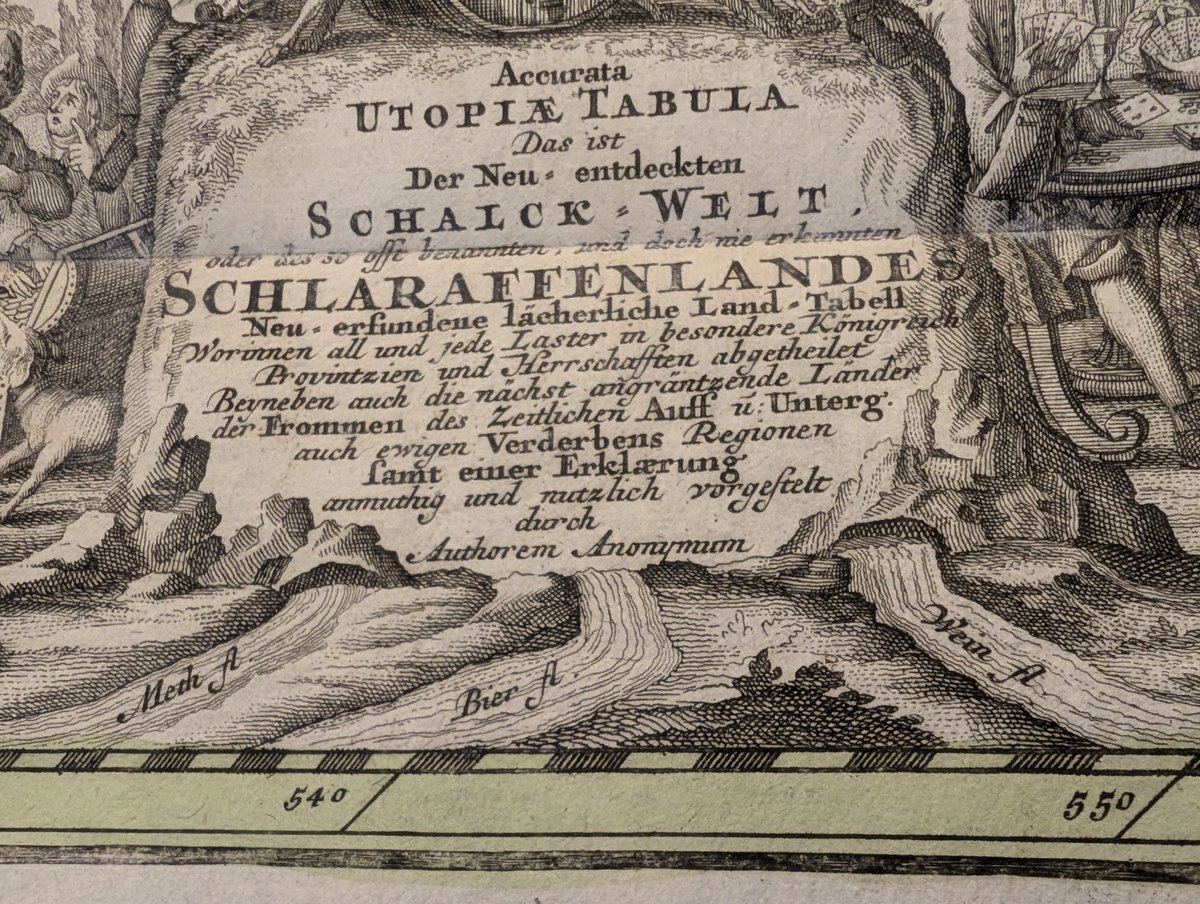 Accurata
UTOPIÆ TABULA
Das ist
Der Neu-entdeckten
SCHALCK-WELT,
oder des so offt benannten, und doch nie erkannten
SCHLARAFFENLANDES
Neu-erfundene lächerliche Land-Tabell
Worinnen all und jede Laster in besondere Königreich
Provintzien und Herrschafften abgetheilet
Beyneben auch die nächst angräntzende Länder
der Frommen des Zeitlichen Auff u: Unterg.
auch ewigen Verderbens Regionen
samt einer Erklærung
anmuthig und nutzlich vorgestelt
durch
Authorem Anonymum
Meth fl.
Bier fl.
Wein fl.
540
550